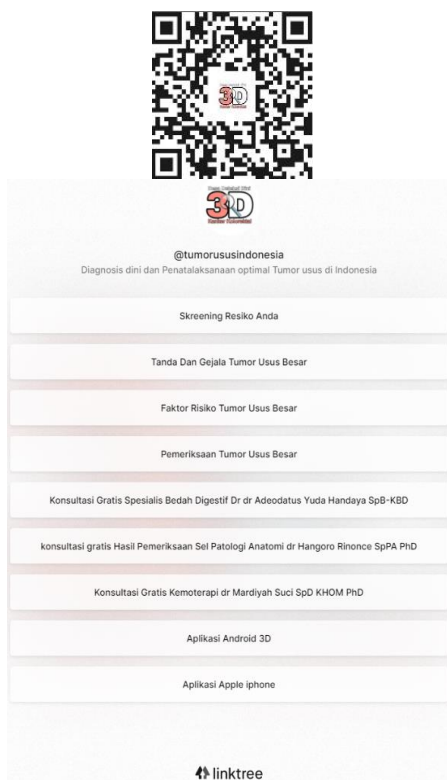 3D
3D
@tumorususindonesia
Diagnosis dini dan Penatalaksanaan optimal Tumor usus di Indonesia
Skreening Resiko Anda
Tanda Dan Gejala Tumor Usus Besar
Faktor Risiko Tumor Usus Besar
Pemeriksaan Tumor Usus Besar
Konsultasi Gratis Spesialis Bedah Digestif Dr dr Adeodatus Yuda Handaya SpB-KBD
konsultasi gratis Hasil Pemeriksaan Sel Patologi Anatomi dr Hangoro Rinonce SpPA PhD
Konsultasi Gratis Kemoterapi dr Mardiyah Suci SpD KHOM PhD
Aplikasi Android 3D
Aplikasi Apple iphone
linktree